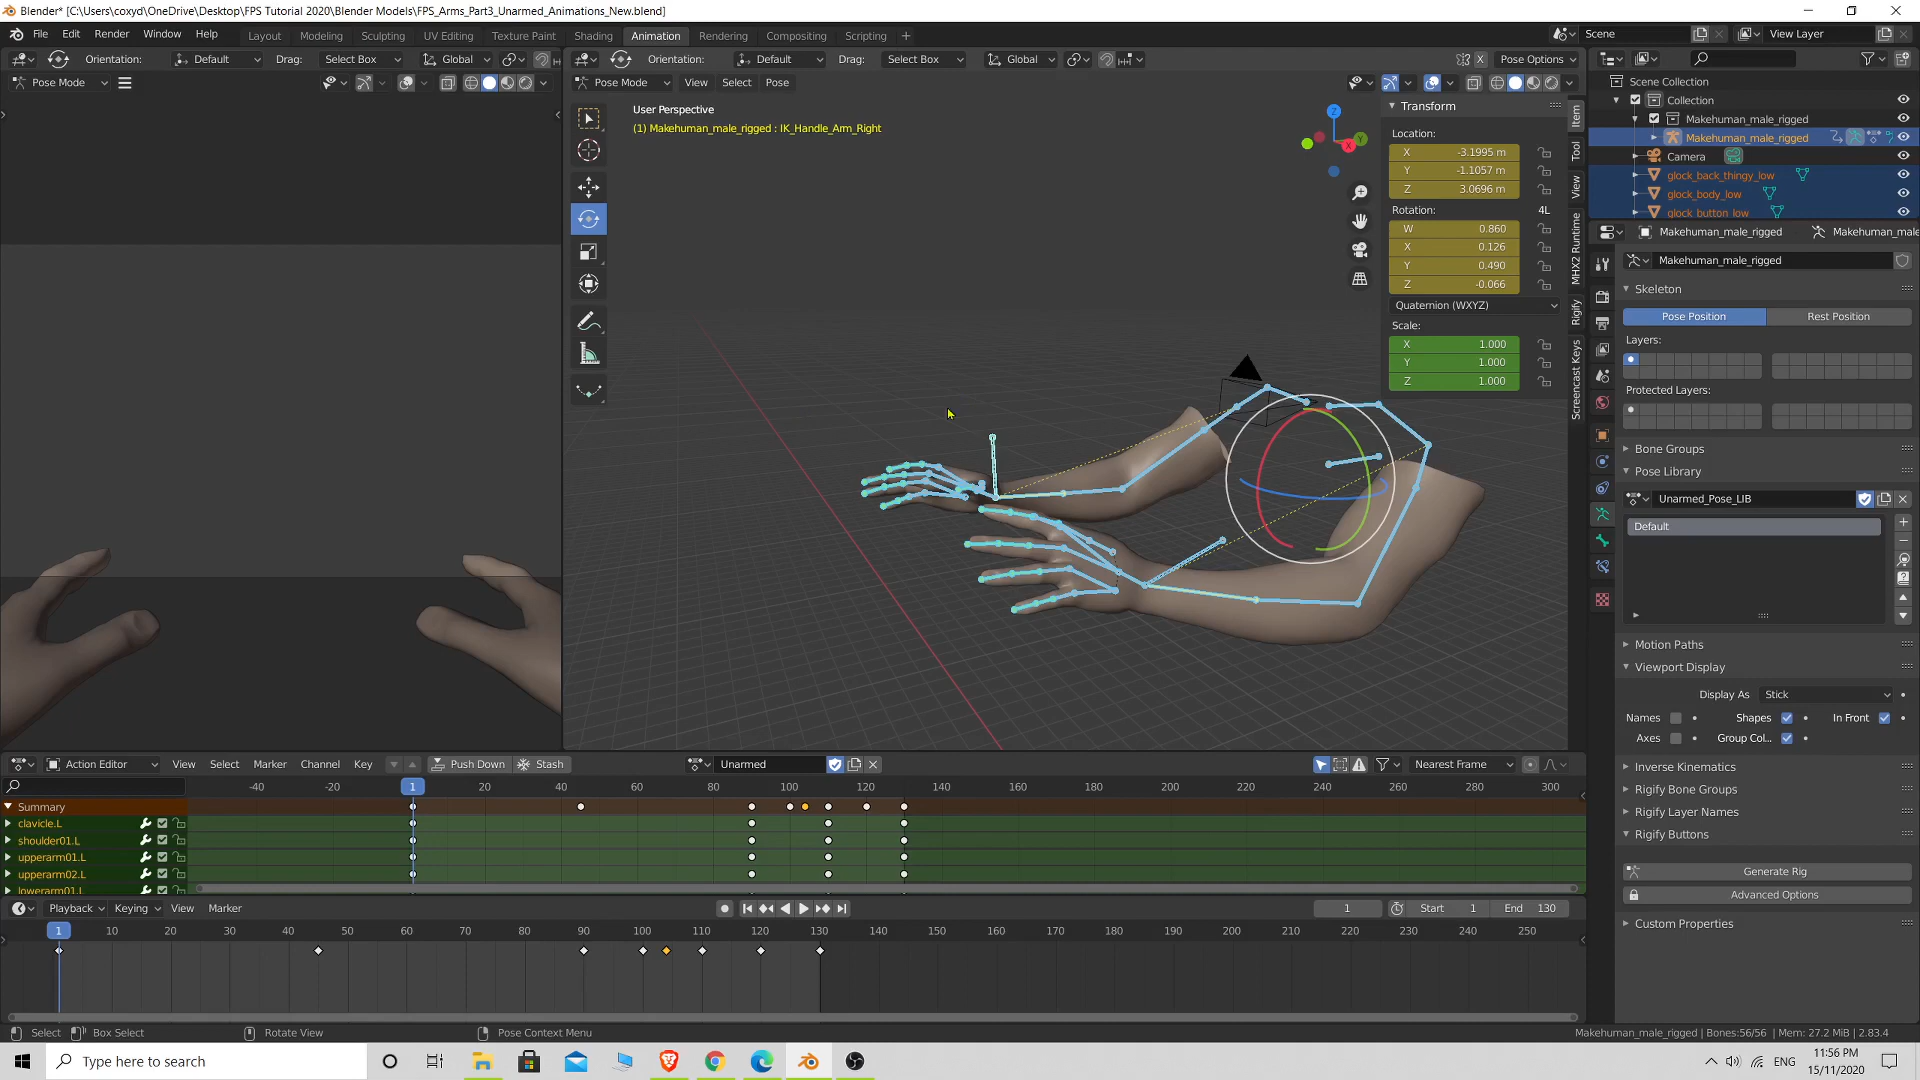 Blender* [C:\Users\coxyd\OneDrive\Desktop\FPS Tutorial 2020\Blender Models\FPS_Arms_Part3_Unarmed_Animations_New.blend]
File Edit Render Window Help Layout Modeling Sculpting UV Editing Texture Paint Shading Animation Rendering Compositing Scripting + Scene View Layer
Orientation: Default Drag: Select Box Global
Orientation: Default Drag: Select Box Global X Pose Options
Pose Mode
Pose Mode View Select Pose
User Perspective
(1) Makehuman_male_rigged : IK_Handle_Arm_Right
Transform
Location:
X -3.1995 m
Y -1.1057 m
Z 3.0696 m
Rotation: 4L
W 0.860
X 0.126
Y 0.490
Z -0.066
Quaternion (WXYZ)
Scale:
X 1.000
Y 1.000
Z 1.000
Item
Tool
View
MHX2 Runtime
Rigify
Screencast Keys
Z
Y
X
Scene Collection
Collection
Makehuman_male_rigged
Makehuman_male_rigged
Camera
glock_back_thingy_low
glock_body_low
glock_button_low
Makehuman_male_rigged Makehuman_male
Makehuman_male_rigged
Skeleton
Pose Position Rest Position
Layers:
Protected Layers:
Bone Groups
Pose Library
Unarmed_Pose_LIB
Default
Motion Paths
Viewport Display
Display As Stick
Names Shapes In Front
Axes Group Col...
Inverse Kinematics
Rigify Bone Groups
Rigify Layer Names
Rigify Buttons
Generate Rig
Advanced Options
Custom Properties
Action Editor View Select Marker Channel Key Push Down Stash Unarmed Nearest Frame
-40 -20 1 20 40 60 80 100 120 140 160 180 200 220 240 260 280 300
Summary
clavicle.L
shoulder01.L
upperarm01.L
upperarm02.L
lowerarm01.L
Playback Keying View Marker 1 Start 1 End 130
1 10 20 30 40 50 60 70 80 90 100 110 120 130 140 150 160 170 180 190 200 210 220 230 240 250
Select Box Select Rotate View Pose Context Menu Makehuman_male_rigged | Bones:56/56 | Mem: 27.2 MiB | 2.83.4
Type here to search
ENG
11:56 PM
15/11/2020